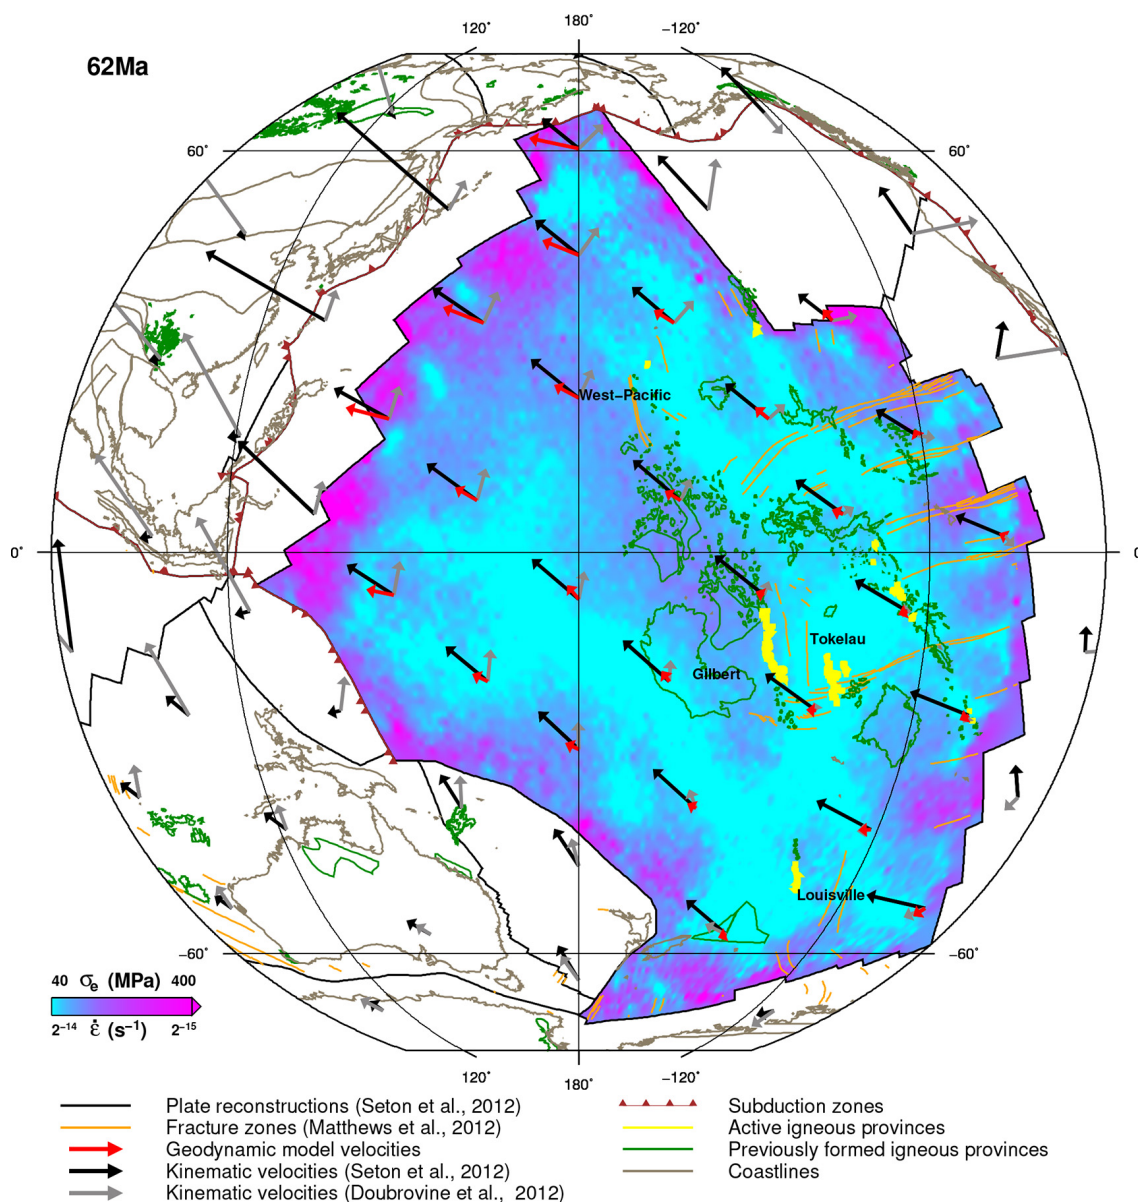 180°
120°
−120°
62Ma
60°
60°
West−Pacific
0°
0
Tokelau
Gilbert
Louisville
−60°
−60°
40 σe (MPa) 400
2⁻¹⁴ ε̇ (s⁻¹) 2⁻¹⁵
120°
180°
−120°
Plate reconstructions (Seton et al., 2012)
Fracture zones (Matthews et al., 2012)
Geodynamic model velocities
Kinematic velocities (Seton et al., 2012)
Kinematic velocities (Doubrovine et al., 2012)
Subduction zones
Active igneous provinces
Previously formed igneous provinces
Coastlines